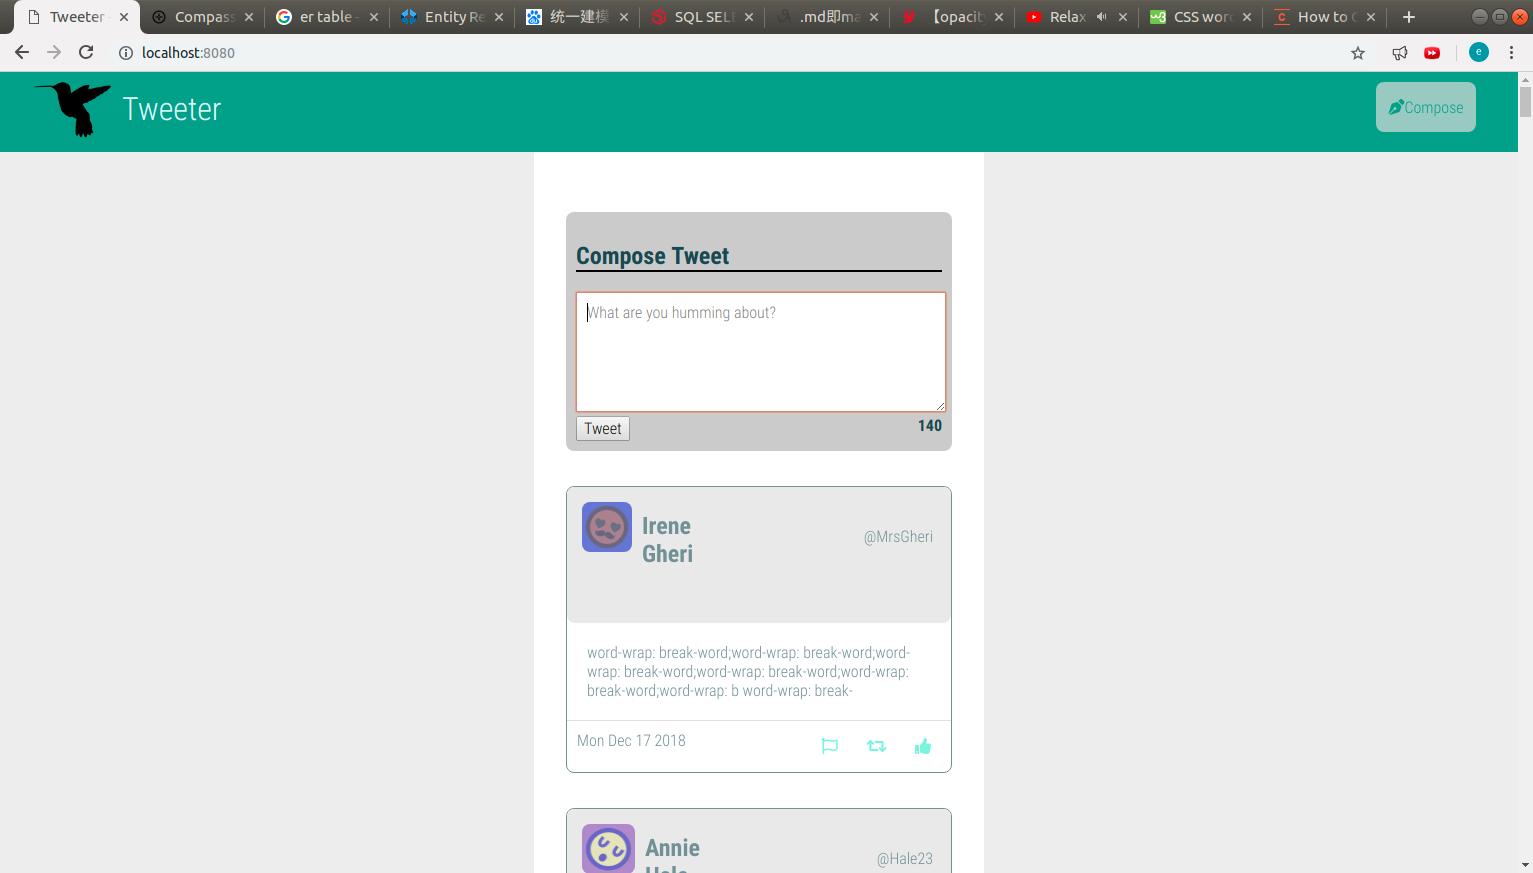 Tweeter
Compass
er table -
Entity Re
统一建模
SQL SELE
.md即ma
【opacity
Relax
CSS word
How to C
localhost:8080
e
Tweeter
Compose
Compose Tweet
What are you humming about?
Tweet
140
Irene
Gheri
@MrsGheri
word-wrap: break-word;word-wrap: break-word;word-
wrap: break-word;word-wrap: break-word;word-wrap:
break-word;word-wrap: b word-wrap: break-
Mon Dec 17 2018
Annie
Hale
@Hale23